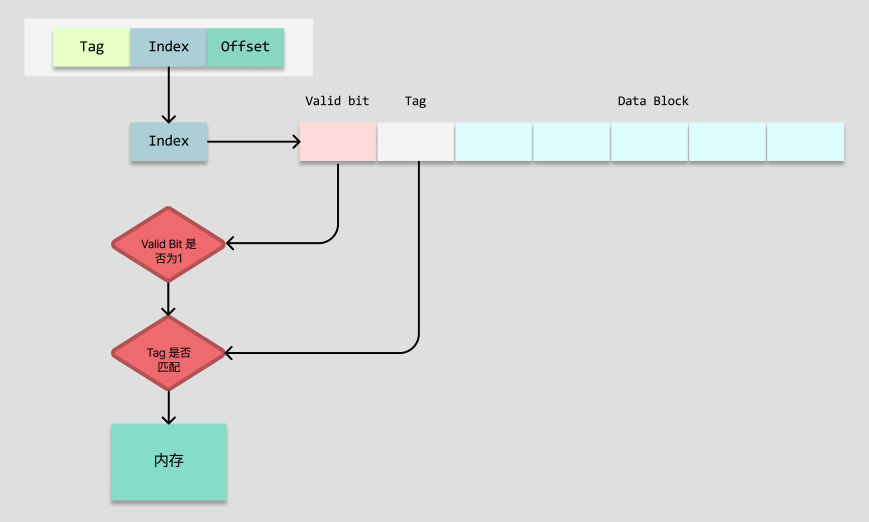 Tag Index Offset
Valid bit Tag Data Block
Index
Valid Bit 是
否为1
Tag 是否
匹配
内存